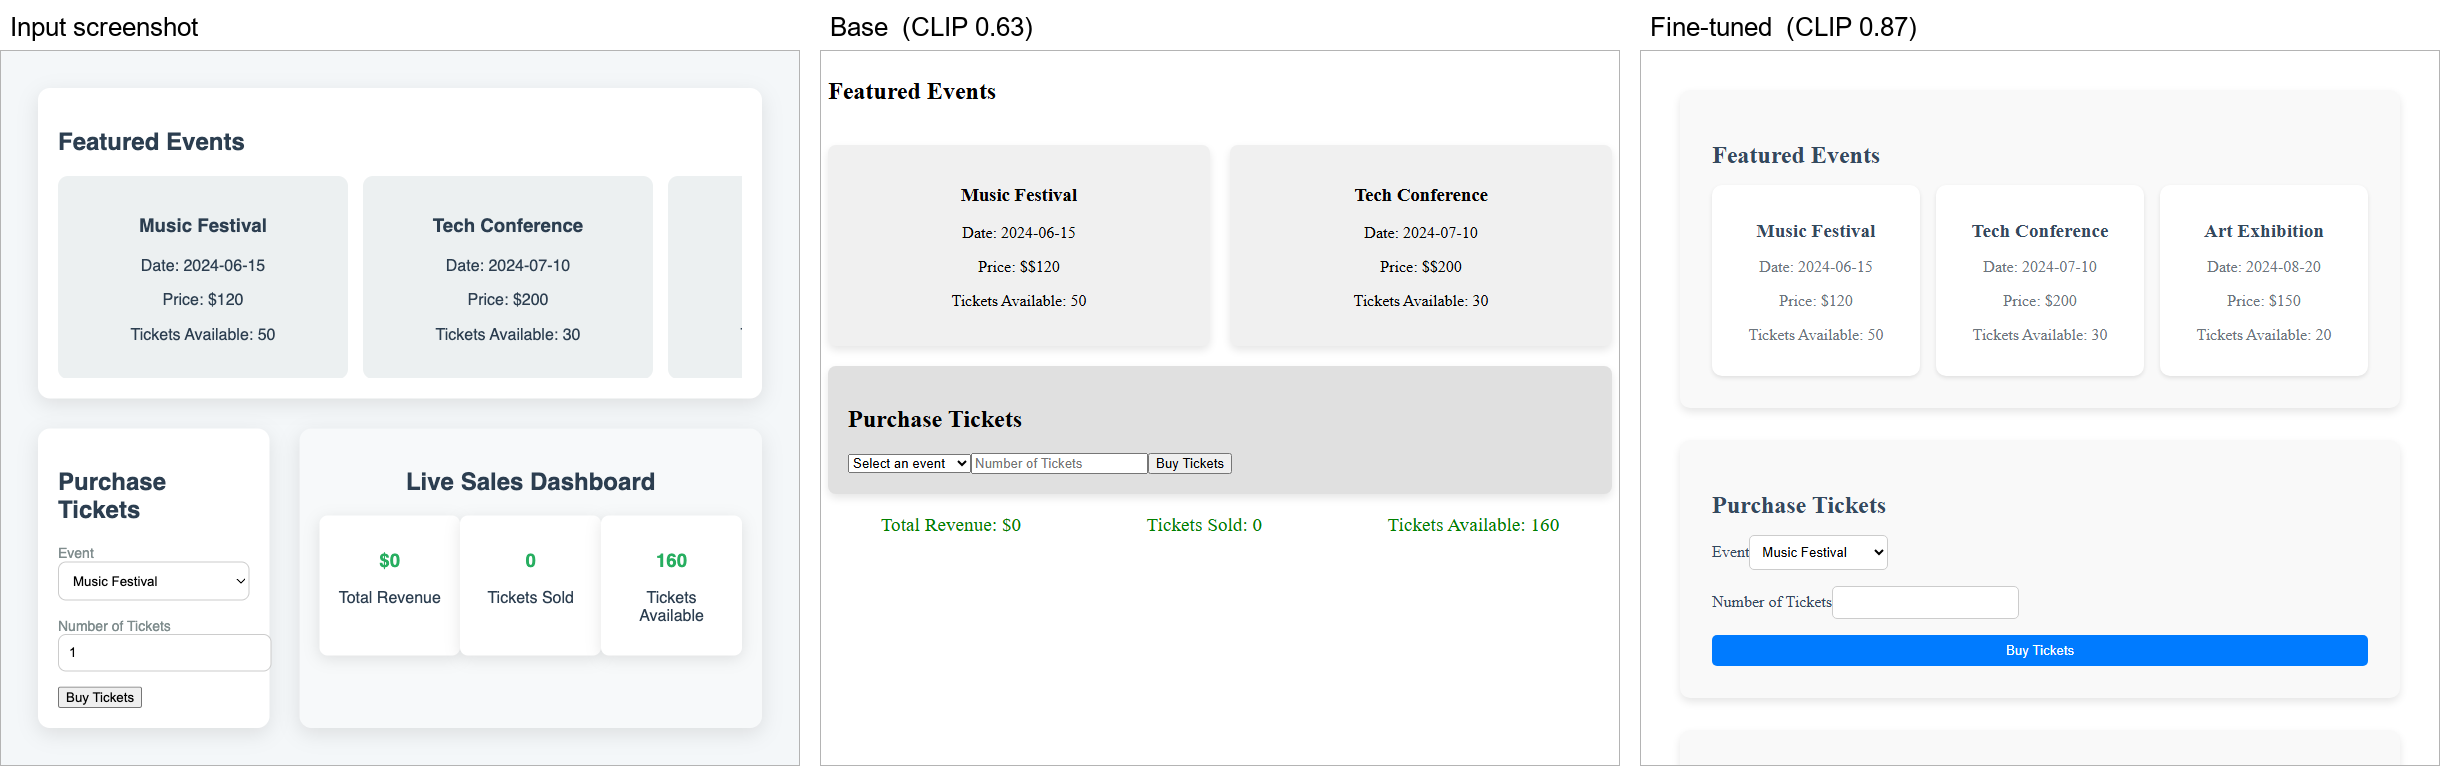 Input screenshot
Featured Events
Music Festival
Date: 2024-06-15
Price: $120
Tickets Available: 50
Tech Conference
Date: 2024-07-10
Price: $200
Tickets Available: 30
Purchase
Tickets
Event
Music Festival
Number of Tickets
1
Buy Tickets
Live Sales Dashboard
$0
Total Revenue
0
Tickets Sold
160
Tickets
Available
Base (CLIP 0.63)
Featured Events
Music Festival
Date: 2024-06-15
Price: $$120
Tickets Available: 50
Tech Conference
Date: 2024-07-10
Price: $$200
Tickets Available: 30
Purchase Tickets
Select an event
Number of Tickets
Buy Tickets
Total Revenue: $0
Tickets Sold: 0
Tickets Available: 160
Fine-tuned (CLIP 0.87)
Featured Events
Music Festival
Date: 2024-06-15
Price: $120
Tickets Available: 50
Tech Conference
Date: 2024-07-10
Price: $200
Tickets Available: 30
Art Exhibition
Date: 2024-08-20
Price: $150
Tickets Available: 20
Purchase Tickets
Event
Music Festival
Number of Tickets
Buy Tickets